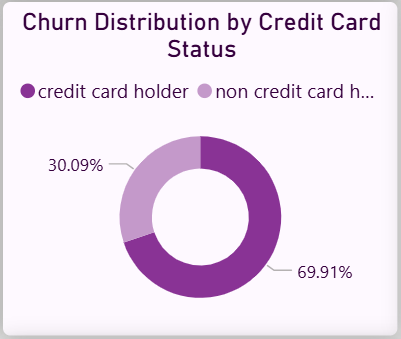 Churn Distribution by Credit Card
Status
credit card holder non credit card h...
30.09%
69.91%